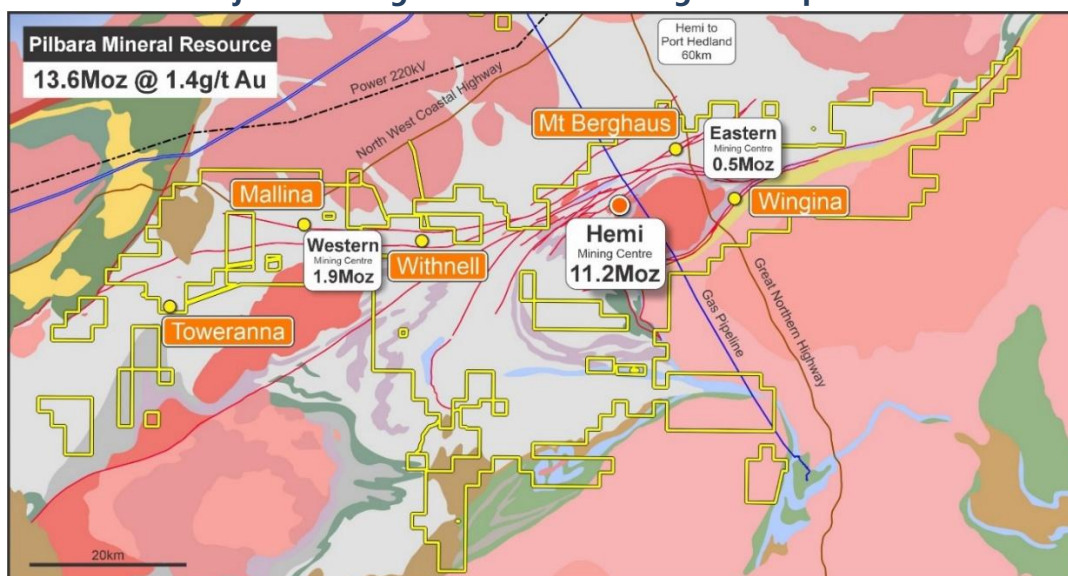 Pilbara Mineral Resource
13.6Moz @ 1.4g/t Au
Power 220kV
North West Coastal Highway
Hemi to
Port Hedland
60km
Mt Berghaus
Eastern
Mining Centre
0.5Moz
Mallina
Wingina
Western
Mining Centre
1.9Moz
Withnell
Hemi
Mining Centre
11.2Moz
Toweranna
Gas Pipeline
Great Northern Highway
20km